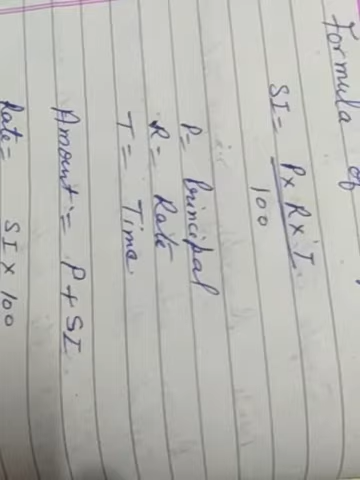 Formula of
SI = P x R x T
100
P = Principal
R = Rate
T = Time
Amount = P + SI
Rate = SI x 100